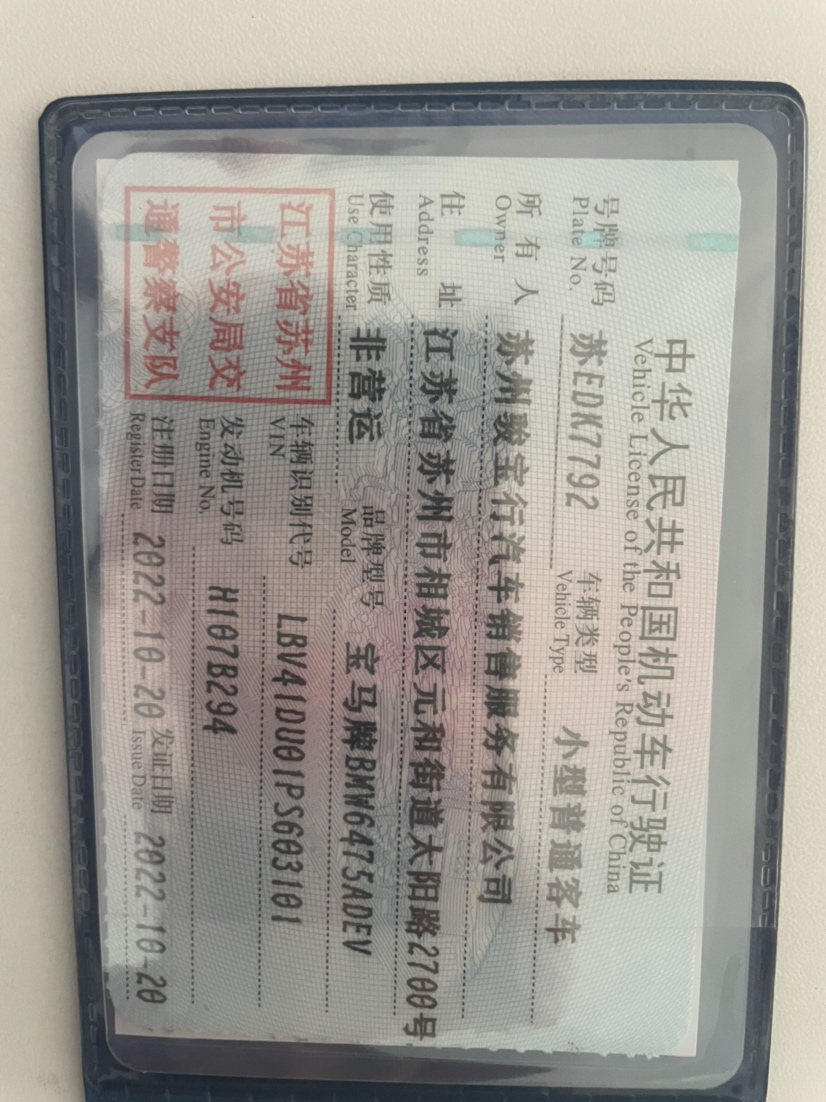 中华人民共和国机动车行驶证
Vehicle License of the People's Republic of China
号牌号码 苏EDK7792 车辆类型 小型普通客车
Plate No. Vehicle Type
所有人 苏州骏宝行汽车销售服务有限公司
Owner
住址 江苏省苏州市相城区元和街道太阳路2700号
Address
使用性质 非营运 品牌型号 宝马牌BMW6475ADEV
Use Character Model
江苏省苏州
市公安局交
通警察支队
车辆识别代号 LBV41DU01PS603101
VIN
发动机号码 H107B294
Engine No.
注册日期 2022-10-20 发证日期 2022-10-20
Register Date Issue Date